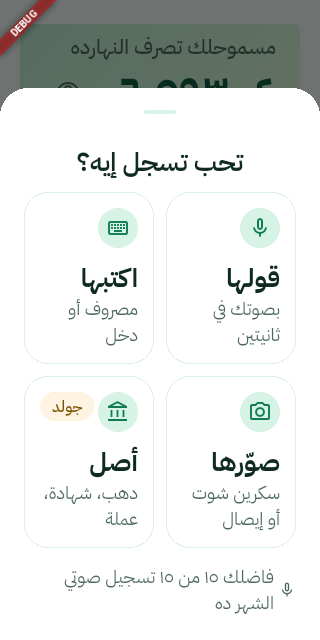 DEBUG
مسموحلك تصرف النهارده
تحب تسجل إيه؟
قولها
بصوتك في
ثانيتين
اكتبها
مصروف أو
دخل
صوّرها
سكرين شوت
أو إيصال
جولد
أصل
دهب، شهادة،
عملة
فاضلك ١٥ من ١٥ تسجيل صوتي
الشهر ده